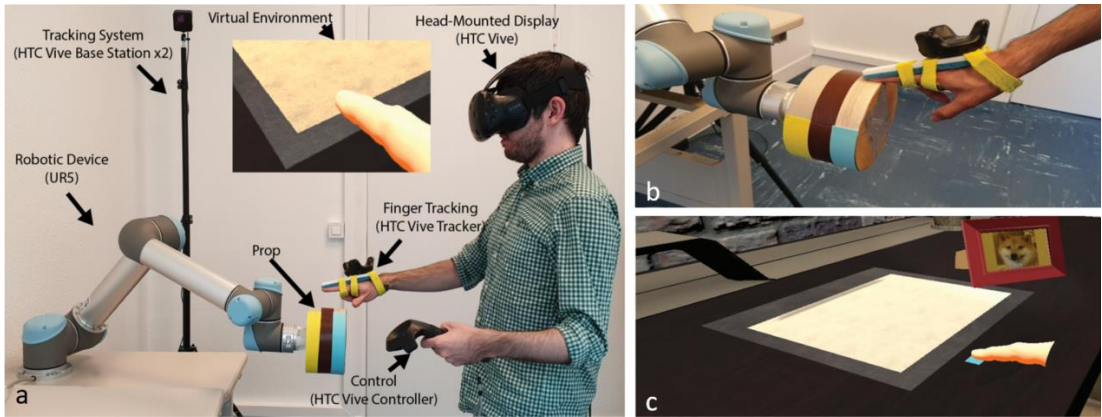 Virtual Environment
Tracking System
(HTC Vive Base Station x2)
Head-Mounted Display
(HTC Vive)
Robotic Device
(UR5)
Finger Tracking
(HTC Vive Tracker)
Prop
Control
(HTC Vive Controller)
a
b
c